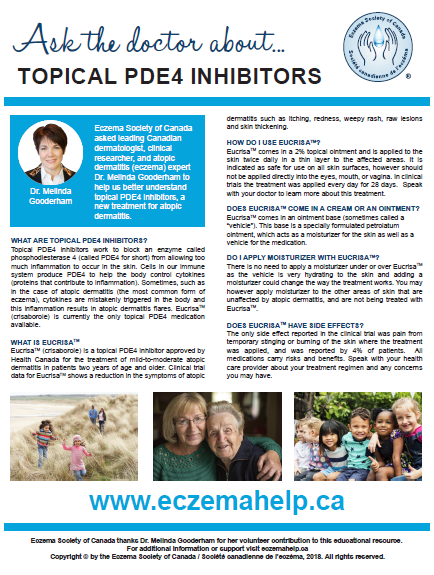 Ask the doctor about...
TOPICAL PDE4 INHIBITORS
Eczema Society of Canada
Société canadienne de l'eczéma
®
Eczema Society of Canada
asked leading Canadian
dermatologist, clinical
researcher, and atopic
dermatitis (eczema) expert
Dr. Melinda Gooderham to
help us better understand
topical PDE4 inhibitors, a
new treatment for atopic
dermatitis.
Dr. Melinda
Gooderham
WHAT ARE TOPICAL PDE4 INHIBITORS?
Topical PDE4 inhibitors work to block an enzyme called
phosphodiesterase 4 (called PDE4 for short) from allowing too
much inflammation to occur in the skin. Cells in our immune
system produce PDE4 to help the body control cytokines
(proteins that contribute to inflammation). Sometimes, such as
in the case of atopic dermatitis (the most common form of
eczema), cytokines are mistakenly triggered in the body and
this inflammation results in atopic dermatitis flares. Eucrisa™
(crisaborole) is currently the only topical PDE4 medication
available.
WHAT IS EUCRISA™
Eucrisa™ (crisaborole) is a topical PDE4 inhibitor approved by
Health Canada for the treatment of mild-to-moderate atopic
dermatitis in patients two years of age and older. Clinical trial
data for Eucrisa™ shows a reduction in the symptoms of atopic
dermatitis such as itching, redness, weepy rash, raw lesions
and skin thickening.
HOW DO I USE EUCRISA™?
Eucrisa™ comes in a 2% topical ointment and is applied to the
skin twice daily in a thin layer to the affected areas. It is
indicated as safe for use on all skin surfaces, however should
not be applied directly into the eyes, mouth, or vagina. In clinical
trials the treatment was applied every day for 28 days. Speak
with your doctor to learn more about this treatment.
DOES EUCRISA™ COME IN A CREAM OR AN OINTMENT?
Eucrisa™ comes in an ointment base (sometimes called a
"vehicle"). This base is a specially formulated petrolatum
ointment, which acts as a moisturizer for the skin as well as a
vehicle for the medication.
DO I APPLY MOISTURIZER WITH EUCRISA™?
There is no need to apply a moisturizer under or over Eucrisa™
as the vehicle is very hydrating to the skin and adding a
moisturizer could change the way the treatment works. You may
however apply moisturizer to the other areas of skin that are
unaffected by atopic dermatitis, and are not being treated with
Eucrisa™.
DOES EUCRISA™ HAVE SIDE EFFECTS?
The only side effect reported in the clinical trial was pain from
temporary stinging or burning of the skin where the treatment
was applied, and was reported by 4% of patients. All
medications carry risks and benefits. Speak with your health
care provider about your treatment regimen and any concerns
you may have.
www.eczemahelp.ca
Eczema Society of Canada thanks Dr. Melinda Gooderham for her volunteer contribution to this educational resource.
For additional information or support visit eczemahelp.ca
Copyright © by the Eczema Society of Canada / Société canadienne de l'eczéma, 2018. All rights reserved.